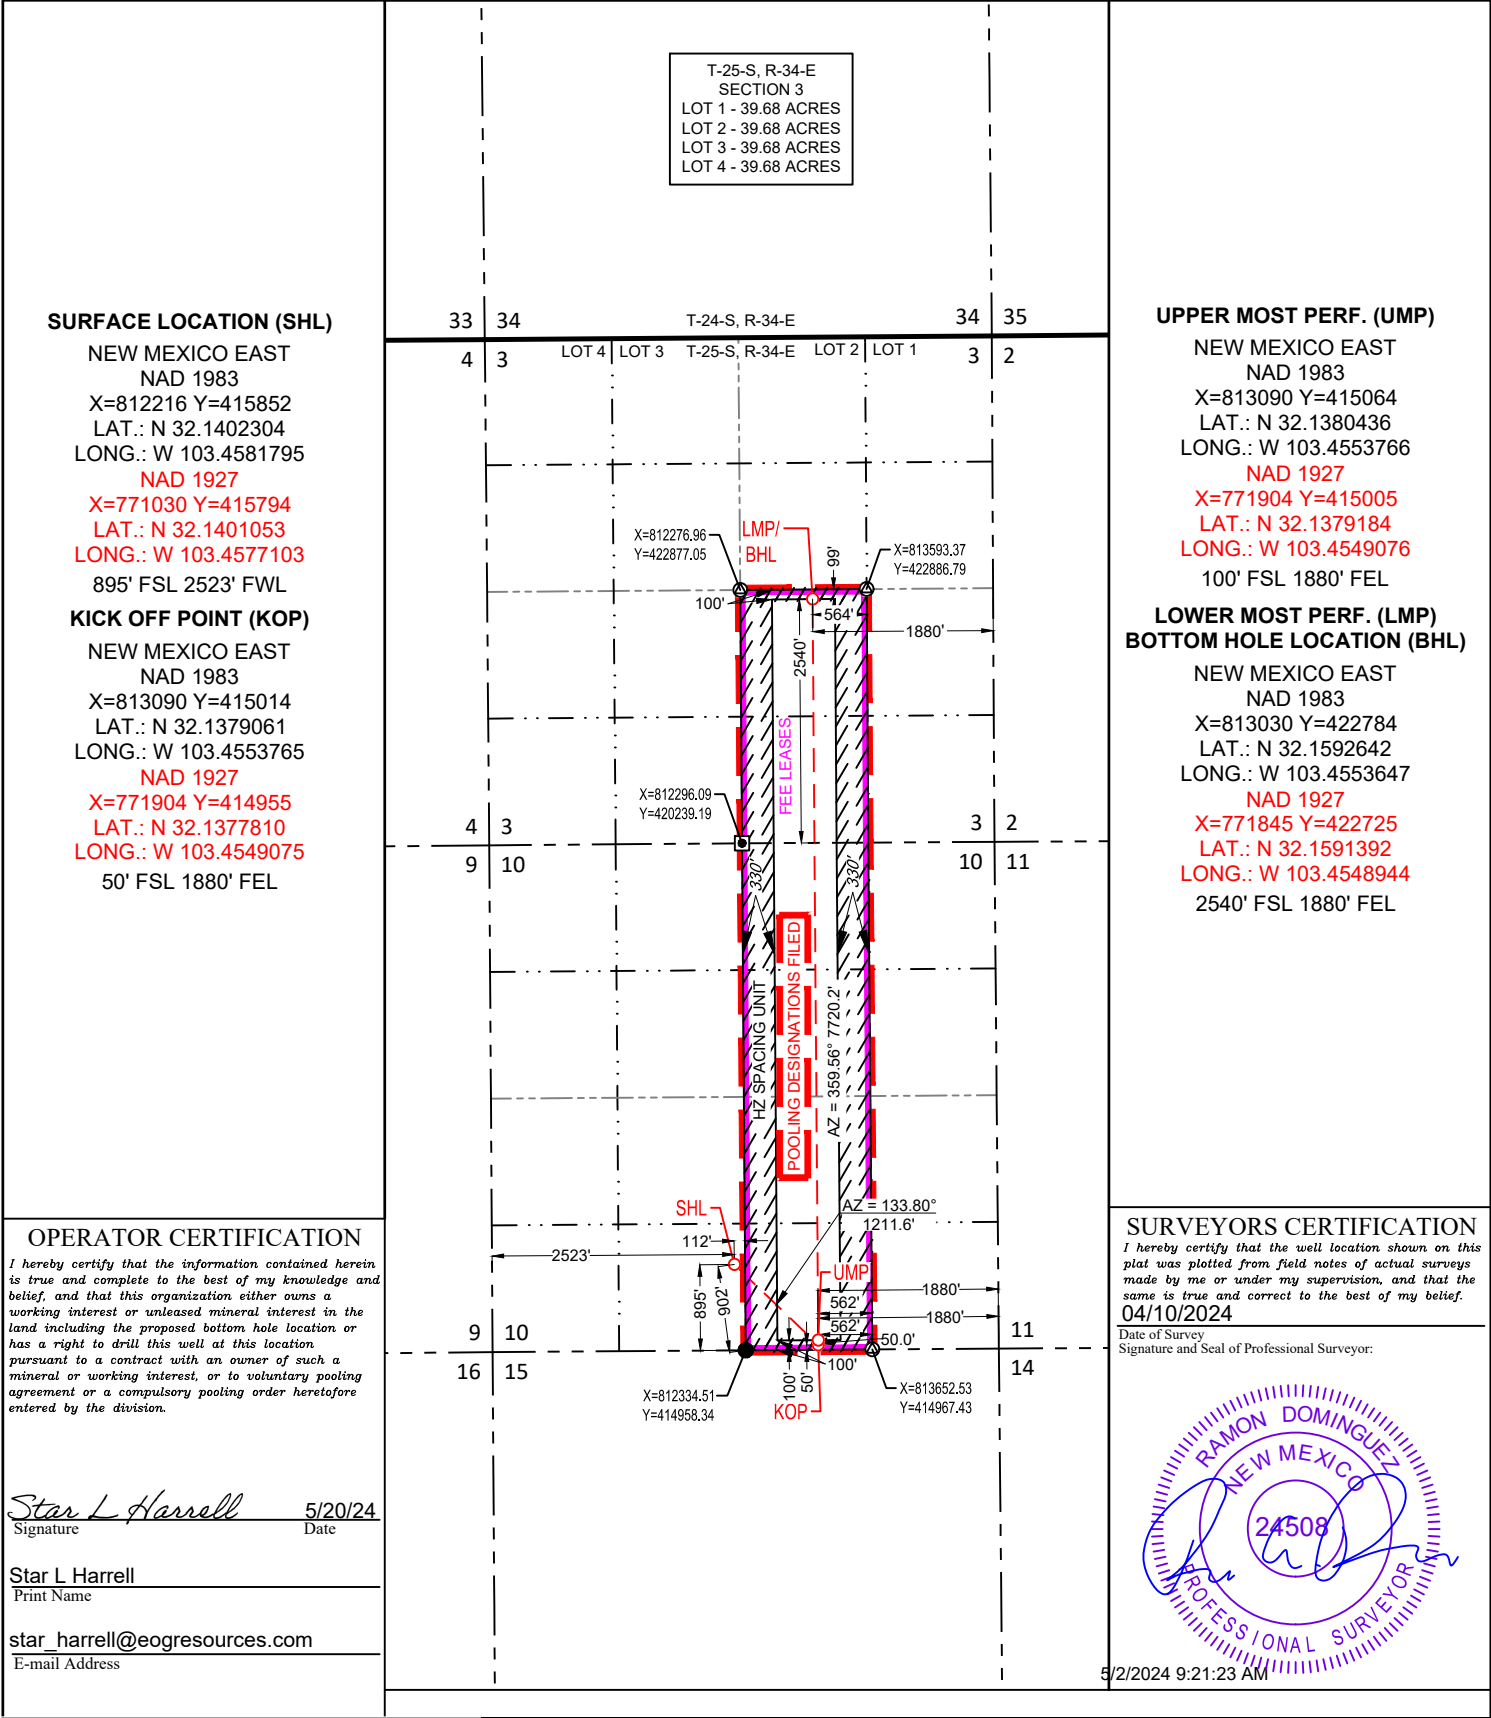 T-25-S, R-34-E
SECTION 3
LOT 1 - 39.68 ACRES
LOT 2 - 39.68 ACRES
LOT 3 - 39.68 ACRES
LOT 4 - 39.68 ACRES
SURFACE LOCATION (SHL)
NEW MEXICO EAST
NAD 1983
X=812216 Y=415852
LAT.: N 32.1402304
LONG.: W 103.4581795
NAD 1927
X=771030 Y=415794
LAT.: N 32.1401053
LONG.: W 103.4577103
895' FSL 2523' FWL
KICK OFF POINT (KOP)
NEW MEXICO EAST
NAD 1983
X=813090 Y=415014
LAT.: N 32.1379061
LONG.: W 103.4553765
NAD 1927
X=771904 Y=414955
LAT.: N 32.1377810
LONG.: W 103.4549075
50' FSL 1880' FEL
33 34 T-24-S, R-34-E 34 35
4 3 LOT 4 LOT 3 T-25-S, R-34-E LOT 2 LOT 1 3 2
X=812276.96
Y=422877.05
LMP/
BHL
99'
X=813593.37
Y=422886.79
100'
564'
1880'
2540'
FEE LEASES
X=812296.09
Y=420239.19
4 3 3 2
9 10 10 11
330'
330'
HZ SPACING UNIT
POOLING DESIGNATIONS FILED
AZ = 359.56° 7720.2'
SHL
AZ = 133.80°
1211.6'
112'
2523'
895'
902'
UMP
1880'
562'
1880'
562'
50.0'
9 10 11
16 15 14
100'
100'
50'
KOP
X=812334.51
Y=414958.34
X=813652.53
Y=414967.43
UPPER MOST PERF. (UMP)
NEW MEXICO EAST
NAD 1983
X=813090 Y=415064
LAT.: N 32.1380436
LONG.: W 103.4553766
NAD 1927
X=771904 Y=415005
LAT.: N 32.1379184
LONG.: W 103.4549076
100' FSL 1880' FEL
LOWER MOST PERF. (LMP)
BOTTOM HOLE LOCATION (BHL)
NEW MEXICO EAST
NAD 1983
X=813030 Y=422784
LAT.: N 32.1592642
LONG.: W 103.4553647
NAD 1927
X=771845 Y=422725
LAT.: N 32.1591392
LONG.: W 103.4548944
2540' FSL 1880' FEL
OPERATOR CERTIFICATION
I hereby certify that the information contained herein
is true and complete to the best of my knowledge and
belief, and that this organization either owns a
working interest or unleased mineral interest in the
land including the proposed bottom hole location or
has a right to drill this well at this location
pursuant to a contract with an owner of such a
mineral or working interest, or to voluntary pooling
agreement or a compulsory pooling order heretofore
entered by the division.
Star L Harrell 5/20/24
Signature Date
Star L Harrell
Print Name
star_harrell@eogresources.com
E-mail Address
SURVEYORS CERTIFICATION
I hereby certify that the well location shown on this
plat was plotted from field notes of actual surveys
made by me or under my supervision, and that the
same is true and correct to the best of my belief.
04/10/2024
Date of Survey
Signature and Seal of Professional Surveyor:
RAMON DOMINGUEZ
NEW MEXICO
24508
PROFESSIONAL SURVEYOR
5/2/2024 9:21:23 AM